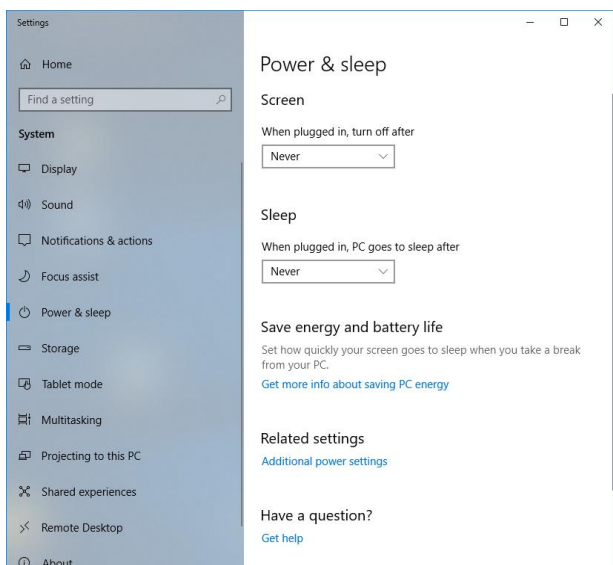 Settings
Home
Find a setting
System
Display
Sound
Notifications & actions
Focus assist
Power & sleep
Storage
Tablet mode
Multitasking
Projecting to this PC
Shared experiences
Remote Desktop
About
Power & sleep
Screen
When plugged in, turn off after
Never
Sleep
When plugged in, PC goes to sleep after
Never
Save energy and battery life
Set how quickly your screen goes to sleep when you take a break
from your PC.
Get more info about saving PC energy
Related settings
Additional power settings
Have a question?
Get help